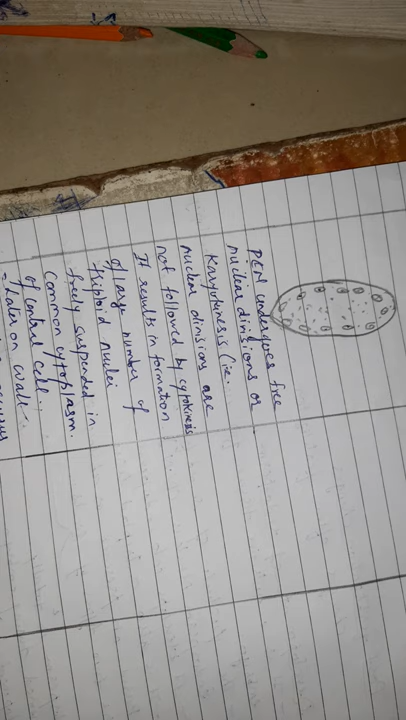 PEN undergoes free
nuclear divisions or
Karyokinesis (i.e.
nuclear divisions are
not followed by cytokinesis
It results in formation
of large number of
triploid nuclei
freely suspended in
common cytoplasm.
of central cell.
- Later on wall